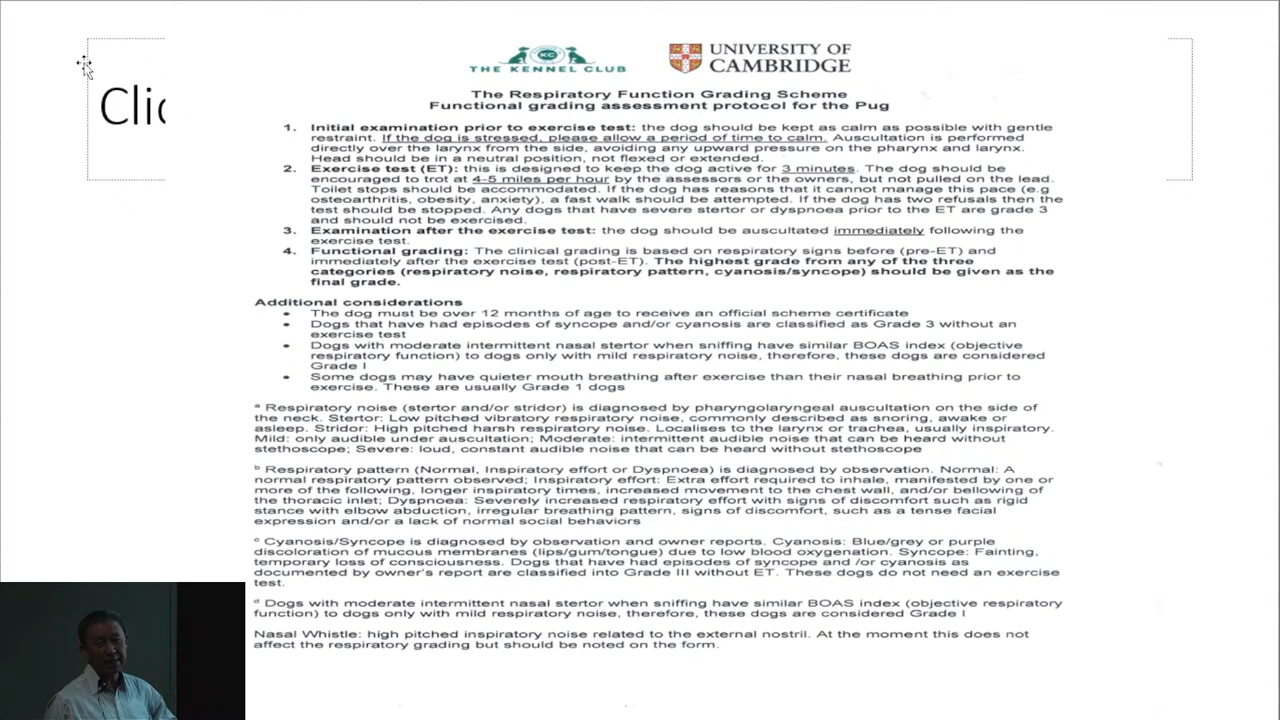 Clic
THE KENNEL CLUB
KC
UNIVERSITY OF
CAMBRIDGE
The Respiratory Function Grading Scheme
Functional grading assessment protocol for the Pug
1. Initial examination prior to exercise test: the dog should be kept as calm as possible with gentle
restraint. If the dog is stressed, please allow a period of time to calm. Auscultation is performed
directly over the larynx from the side, avoiding any upward pressure on the pharynx and larynx.
Head should be in a neutral position, not flexed or extended.
2. Exercise test (ET): this is designed to keep the dog active for 3 minutes. The dog should be
encouraged to trot at 4-5 miles per hour by the assessors or the owners, but not pulled on the lead.
Toilet stops should be accommodated. If the dog has reasons that it cannot manage this pace (e.g
osteoarthritis, obesity, anxiety), a fast walk should be attempted. If the dog has two refusals then the
test should be stopped. Any dogs that have severe stertor or dyspnoea prior to the ET are grade 3
and should not be exercised.
3. Examination after the exercise test: the dog should be auscultated immediately following the
exercise test.
4. Functional grading: The clinical grading is based on respiratory signs before (pre-ET) and
immediately after the exercise test (post-ET). The highest grade from any of the three
categories (respiratory noise, respiratory pattern, cyanosis/syncope) should be given as the
final grade.
Additional considerations
• The dog must be over 12 months of age to receive an official scheme certificate
• Dogs that have had episodes of syncope and/or cyanosis are classified as Grade 3 without an
exercise test
• Dogs with moderate intermittent nasal stertor when sniffing have similar BOAS index (objective
respiratory function) to dogs only with mild respiratory noise, therefore, these dogs are considered
Grade I
• Some dogs may have quieter mouth breathing after exercise than their nasal breathing prior to
exercise. These are usually Grade 1 dogs
a Respiratory noise (stertor and/or stridor) is diagnosed by pharyngolaryngeal auscultation on the side of
the neck. Stertor: Low pitched vibratory respiratory noise, commonly described as snoring, awake or
asleep. Stridor: High pitched harsh respiratory noise. Localises to the larynx or trachea, usually inspiratory.
Mild: only audible under auscultation; Moderate: intermittent audible noise that can be heard without
stethoscope; Severe: loud, constant audible noise that can be heard without stethoscope
b Respiratory pattern (Normal, Inspiratory effort or Dyspnoea) is diagnosed by observation. Normal: A
normal respiratory pattern observed; Inspiratory effort: Extra effort required to inhale, manifested by one or
more of the following, longer inspiratory times, increased movement to the chest wall, and/or bellowing of
the thoracic inlet; Dyspnoea: Severely increased respiratory effort with signs of discomfort such as rigid
stance with elbow abduction, irregular breathing pattern, signs of discomfort, such as a tense facial
expression and/or a lack of normal social behaviors
c Cyanosis/Syncope is diagnosed by observation and owner reports. Cyanosis: Blue/grey or purple
discoloration of mucous membranes (lips/gum/tongue) due to low blood oxygenation. Syncope: Fainting,
temporary loss of consciousness. Dogs that have had episodes of syncope and /or cyanosis as
documented by owner's report are classified into Grade III without ET. These dogs do not need an exercise
test.
d Dogs with moderate intermittent nasal stertor when sniffing have similar BOAS index (objective respiratory
function) to dogs only with mild respiratory noise, therefore, these dogs are considered Grade I
Nasal Whistle: high pitched inspiratory noise related to the external nostril. At the moment this does not
affect the respiratory grading but should be noted on the form.